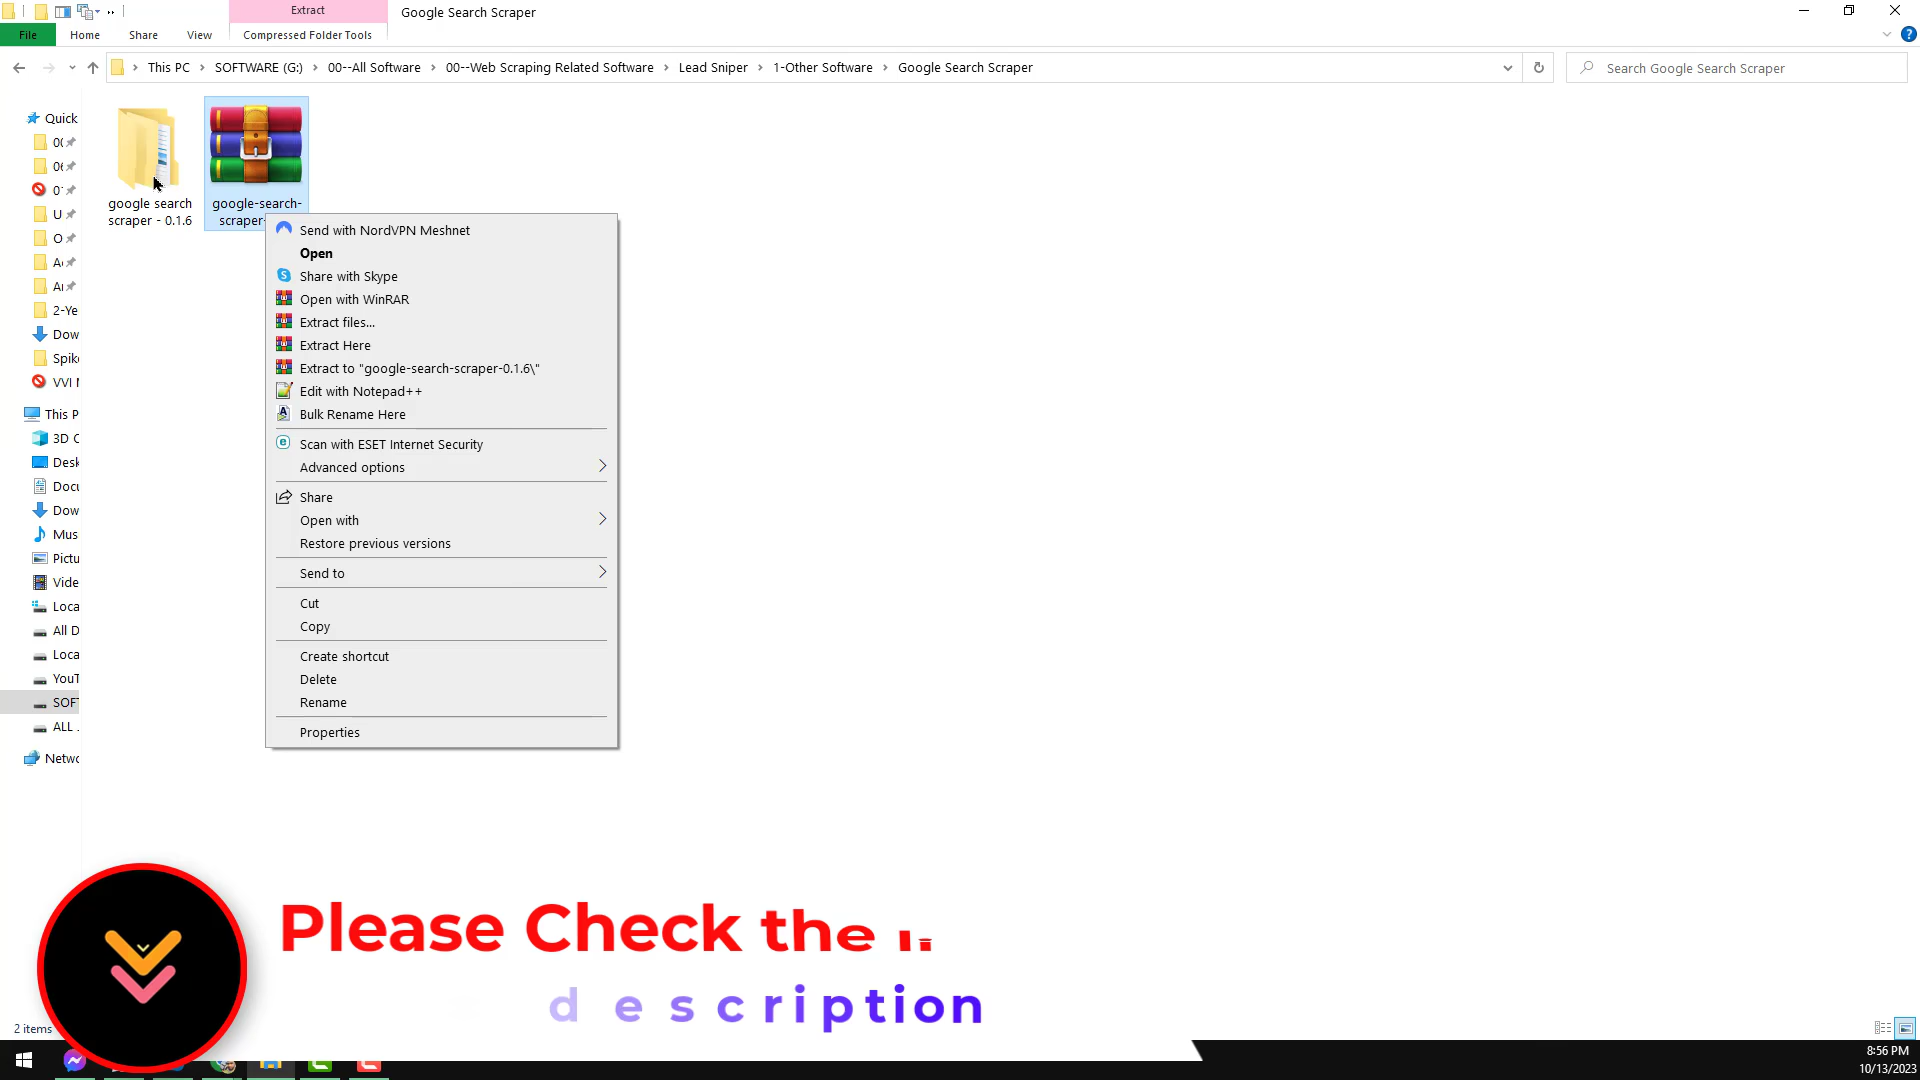 Extract
Google Search Scraper
File
Home
Share
View
Compressed Folder Tools
This PC
SOFTWARE (G:)
00--All Software
00--Web Scraping Related Software
Lead Sniper
1-Other Software
Google Search Scraper
Search Google Search Scraper
Quick
2-Ye
Dow
Spike
VVI
This P
3D
Desk
Docu
Dow
Mus
Pictu
Vide
Loca
All D
Loca
YouT
SOFT
ALL
Netwo
google search
scraper - 0.1.6
google-search-
scraper-
Send with NordVPN Meshnet
Open
Share with Skype
Open with WinRAR
Extract files...
Extract Here
Extract to "google-search-scraper-0.1.6\"
Edit with Notepad++
Bulk Rename Here
Scan with ESET Internet Security
Advanced options
Share
Open with
Restore previous versions
Send to
Cut
Copy
Create shortcut
Delete
Rename
Properties
Please Check the
description
2 items
8:56 PM
10/13/2023